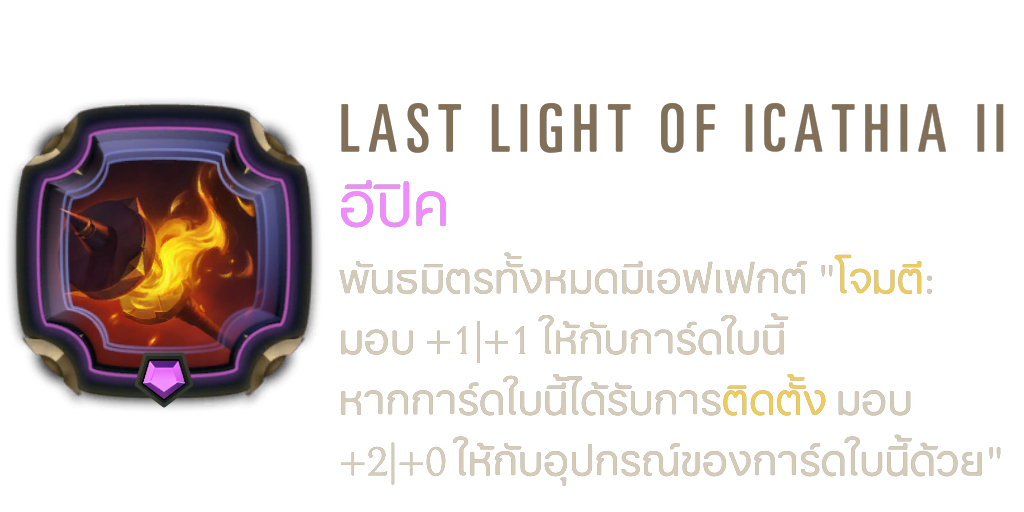 LAST LIGHT OF ICATHIA II
อีปิค
พันธมิตรทั้งหมดมีเอฟเฟกต์ "โจมตี:
มอบ +1|+1 ให้กับการ์ดใบนี้
หากการ์ดใบนี้ได้รับการติดตั้ง มอบ
+2|+0 ให้กับอุปกรณ์ของการ์ดใบนี้ด้วย"